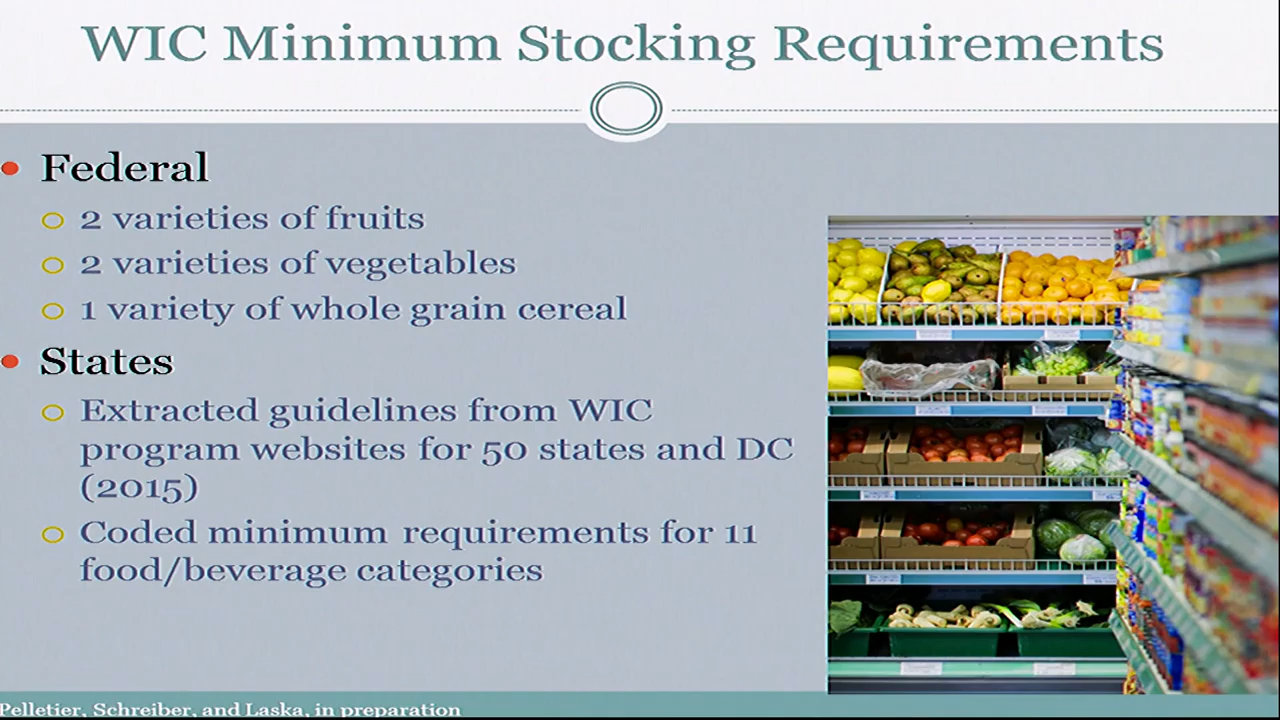 WIC Minimum Stocking Requirements
Federal
2 varieties of fruits
2 varieties of vegetables
1 variety of whole grain cereal
States
Extracted guidelines from WIC
program websites for 50 states and DC
(2015)
Coded minimum requirements for 11
food/beverage categories
Pelletier, Schreiber, and Laska, in preparation